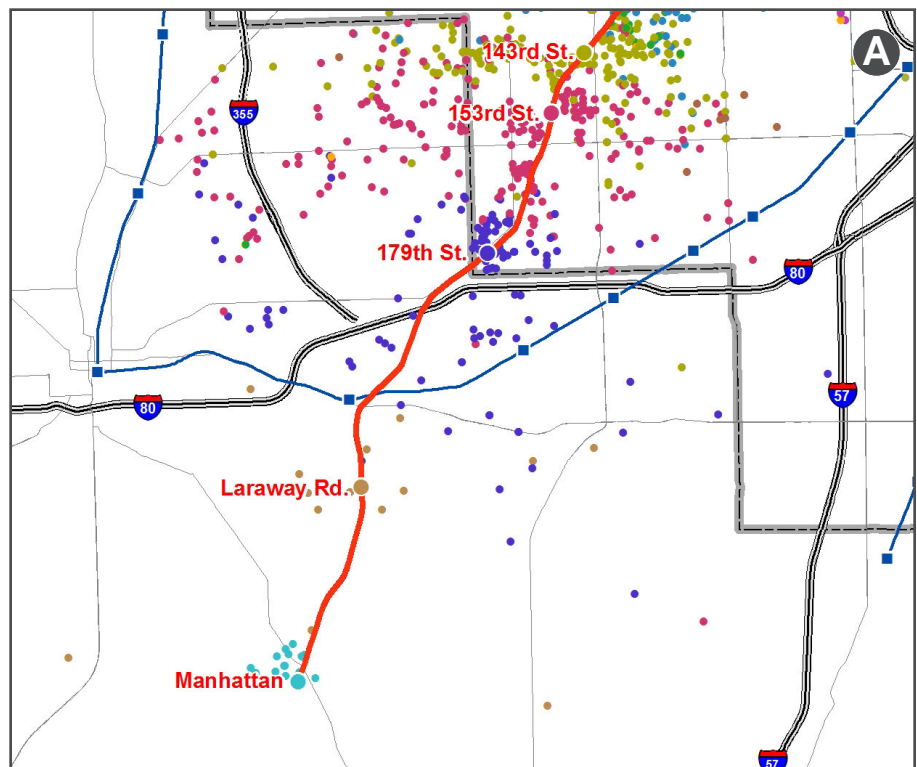 A
143rd St.
355
153rd St.
179th St.
80
57
80
Laraway Rd.
Manhattan
57